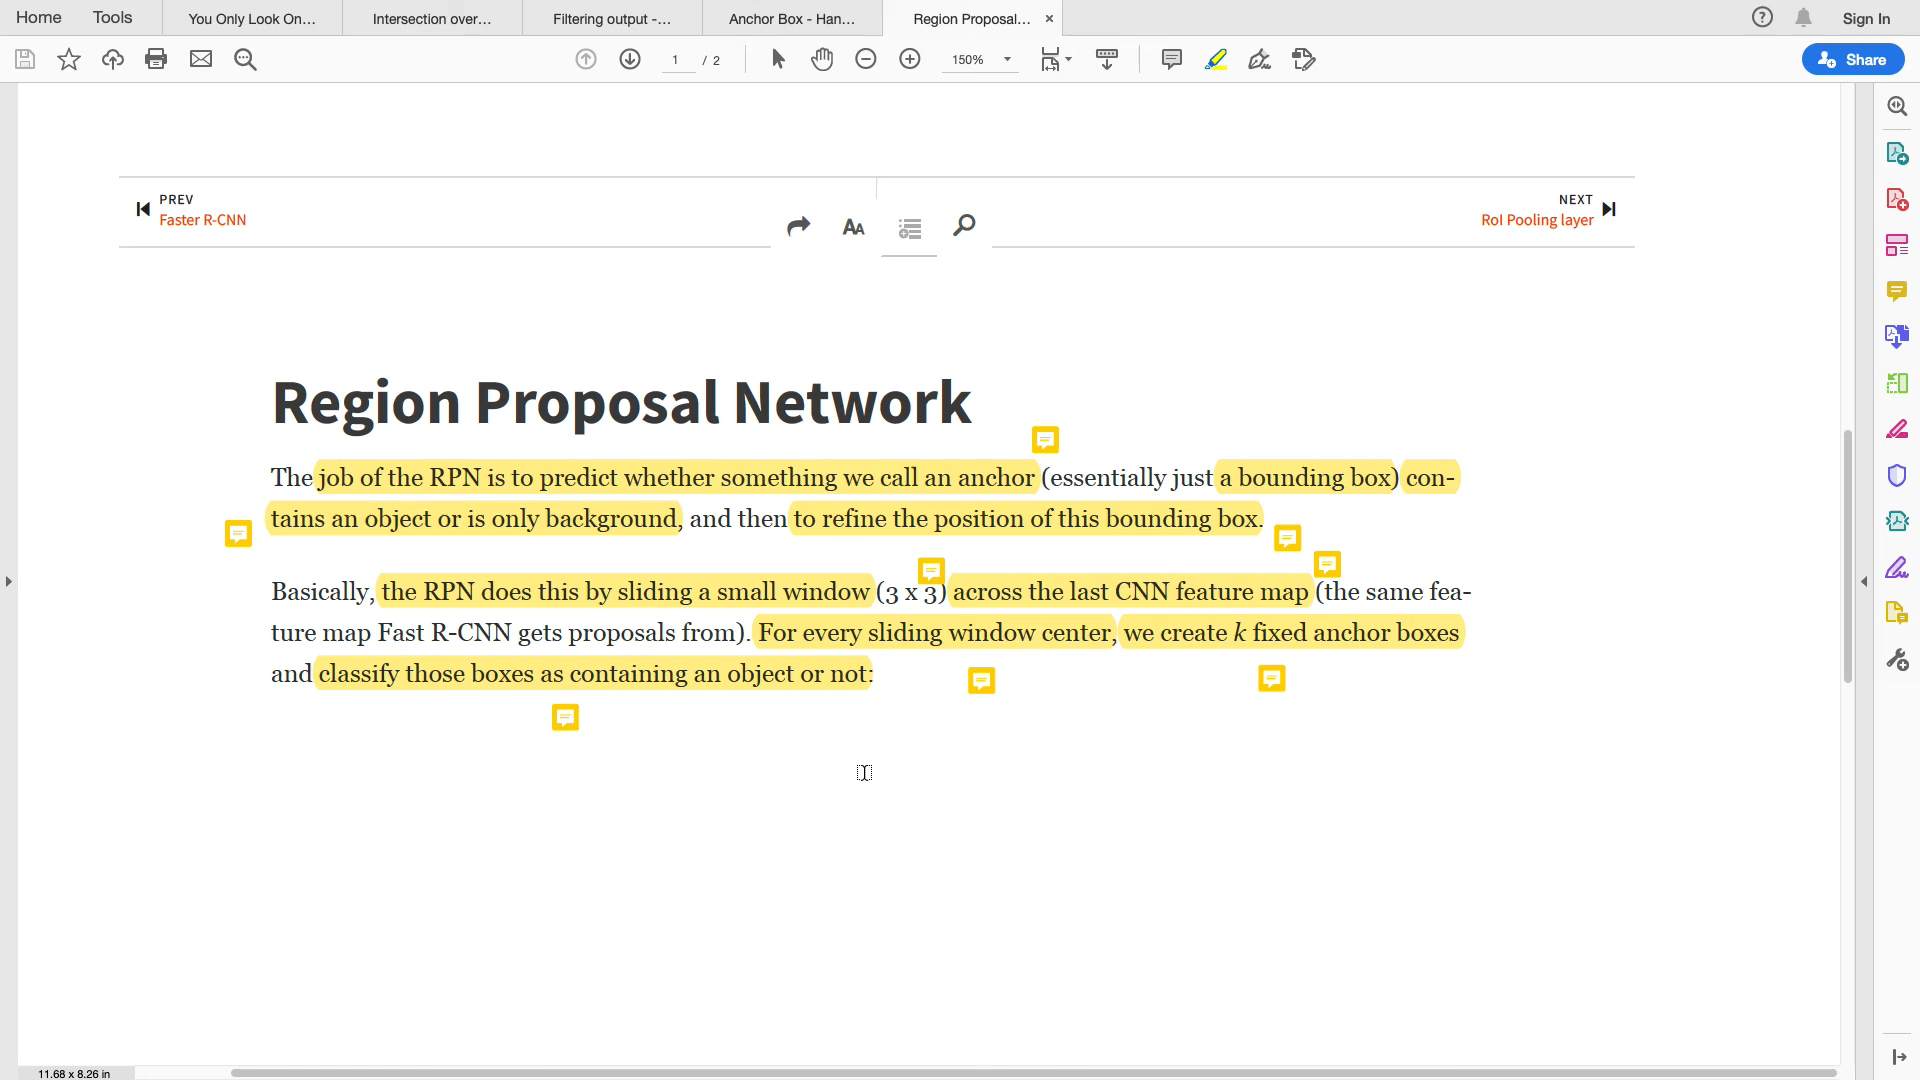 Home Tools You Only Look On... Intersection over... Filtering output -... Anchor Box - Han... Region Proposal... × Sign In
1 / 2 150% Share
PREV
Faster R-CNN
AA
NEXT
RoI Pooling layer
Region Proposal Network
The job of the RPN is to predict whether something we call an anchor (essentially just a bounding box) con-
tains an object or is only background, and then to refine the position of this bounding box.
Basically, the RPN does this by sliding a small window (3 x 3) across the last CNN feature map (the same fea-
ture map Fast R-CNN gets proposals from). For every sliding window center, we create k fixed anchor boxes
and classify those boxes as containing an object or not:
11.68 x 8.26 in